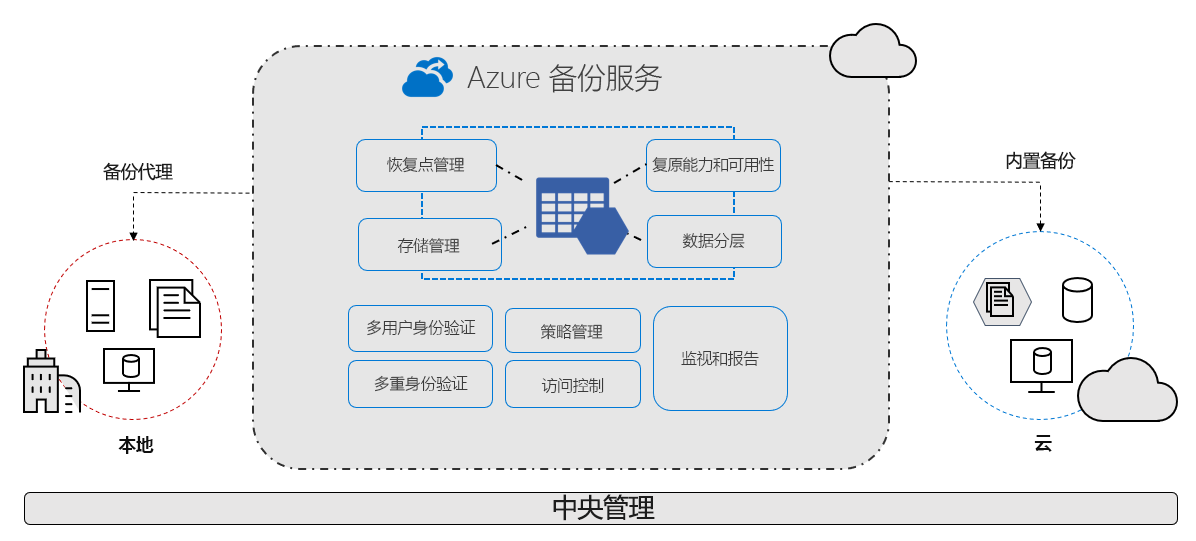 Azure 备份服务
恢复点管理
复原能力和可用性
存储管理
数据分层
多用户身份验证
策略管理
监视和报告
多重身份验证
访问控制
备份代理
本地
内置备份
云
中央管理